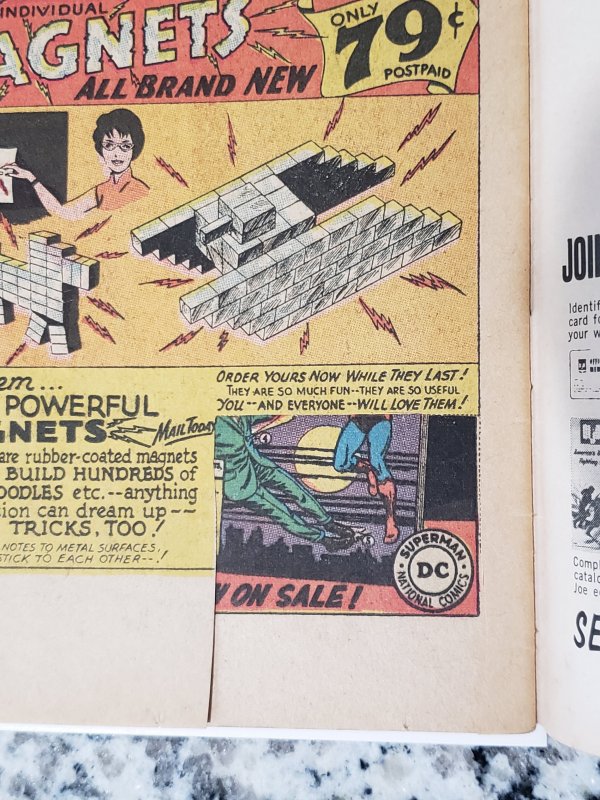 INDIVIDUAL
AGNETS
ALL BRAND NEW
ONLY
79¢
POSTPAID
em...
POWERFUL
NETS
MAIL TODAY
are rubber-coated magnets
BUILD HUNDREDS of
OODLES etc.--anything
ion can dream up--
TRICKS, TOO!
NOTES TO METAL SURFACES,
STICK TO EACH OTHER--!
ORDER YOURS NOW WHILE THEY LAST!
THEY ARE SO MUCH FUN--THEY ARE SO USEFUL
YOU--AND EVERYONE--WILL LOVE THEM!
ON SALE!
SUPERMAN
DC
NATIONAL COMICS
JOIN
Identif
card fo
your w
Compl
catalo
Joe e
SE